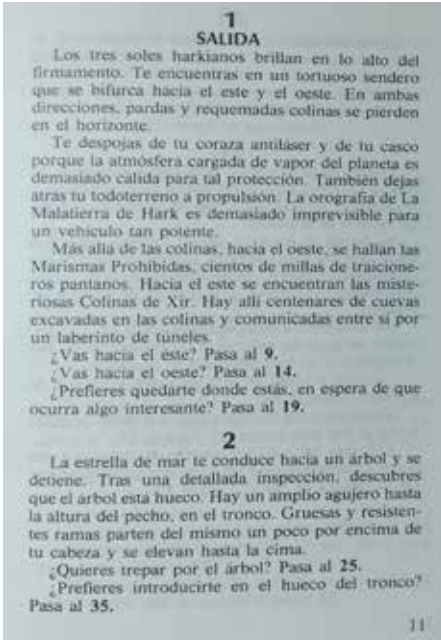 1
SALIDA
Los tres soles harkianos brillan en lo alto del
firmamento. Te encuentras en un tortuoso sendero
que se bifurca hacia el este y el oeste. En ambas
direcciones, pardas y requemadas colinas se pierden
en el horizonte.
Te despojas de tu coraza antiláser y de tu casco
porque la atmósfera cargada de vapor del planeta es
demasiado cálida para tal protección. También dejas
atrás tu todoterreno a propulsión. La orografía de La
Malatierra de Hark es demasiado imprevisible para
un vehículo tan potente.
Más allá de las colinas, hacia el oeste, se hallan las
Marismas Prohibidas, cientos de millas de traicione-
ros pantanos. Hacia el este se encuentran las miste-
riosas Colinas de Xir. Hay allí centenares de cuevas
excavadas en las colinas y comunicadas entre sí por
un laberinto de túneles.
¿Vas hacia el este? Pasa al 9.
¿Vas hacia el oeste? Pasa al 14.
¿Prefieres quedarte donde estás, en espera de que
ocurra algo interesante? Pasa al 19.
2
La estrella de mar te conduce hacia un árbol y se
detiene. Tras una detallada inspección, descubres
que el árbol está hueco. Hay un amplio agujero hasta
la altura del pecho, en el tronco. Gruesas y resisten-
tes ramas parten del mismo un poco por encima de
tu cabeza y se elevan hasta la cima.
¿Quieres trepar por el árbol? Pasa al 25.
¿Prefieres introducirte en el hueco del tronco?
Pasa al 35.
11